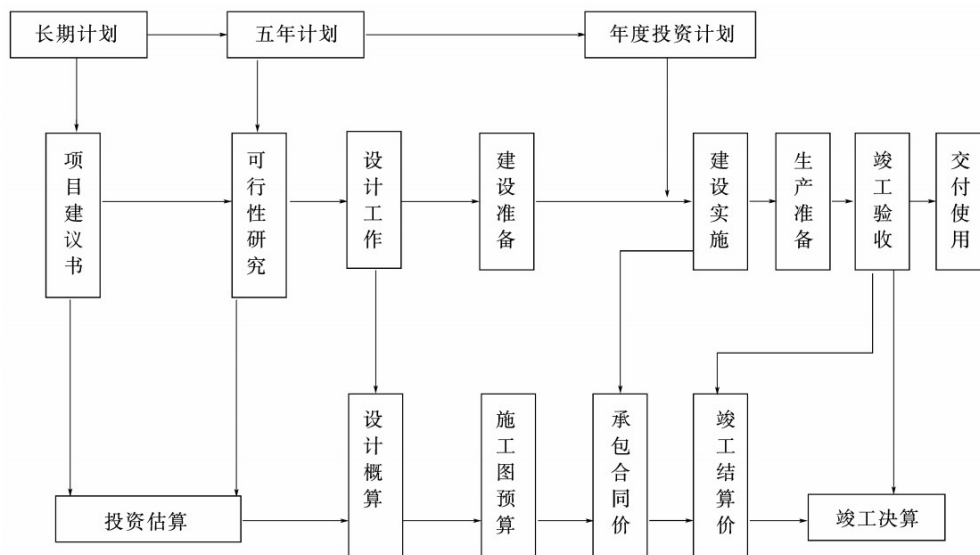 长期计划
五年计划
年度投资计划
项目建议书
可行性研究
设计工作
建设准备
建设实施
生产准备
竣工验收
交付使用
设计概算
施工图预算
承包合同价
竣工结算价
投资估算
竣工决算